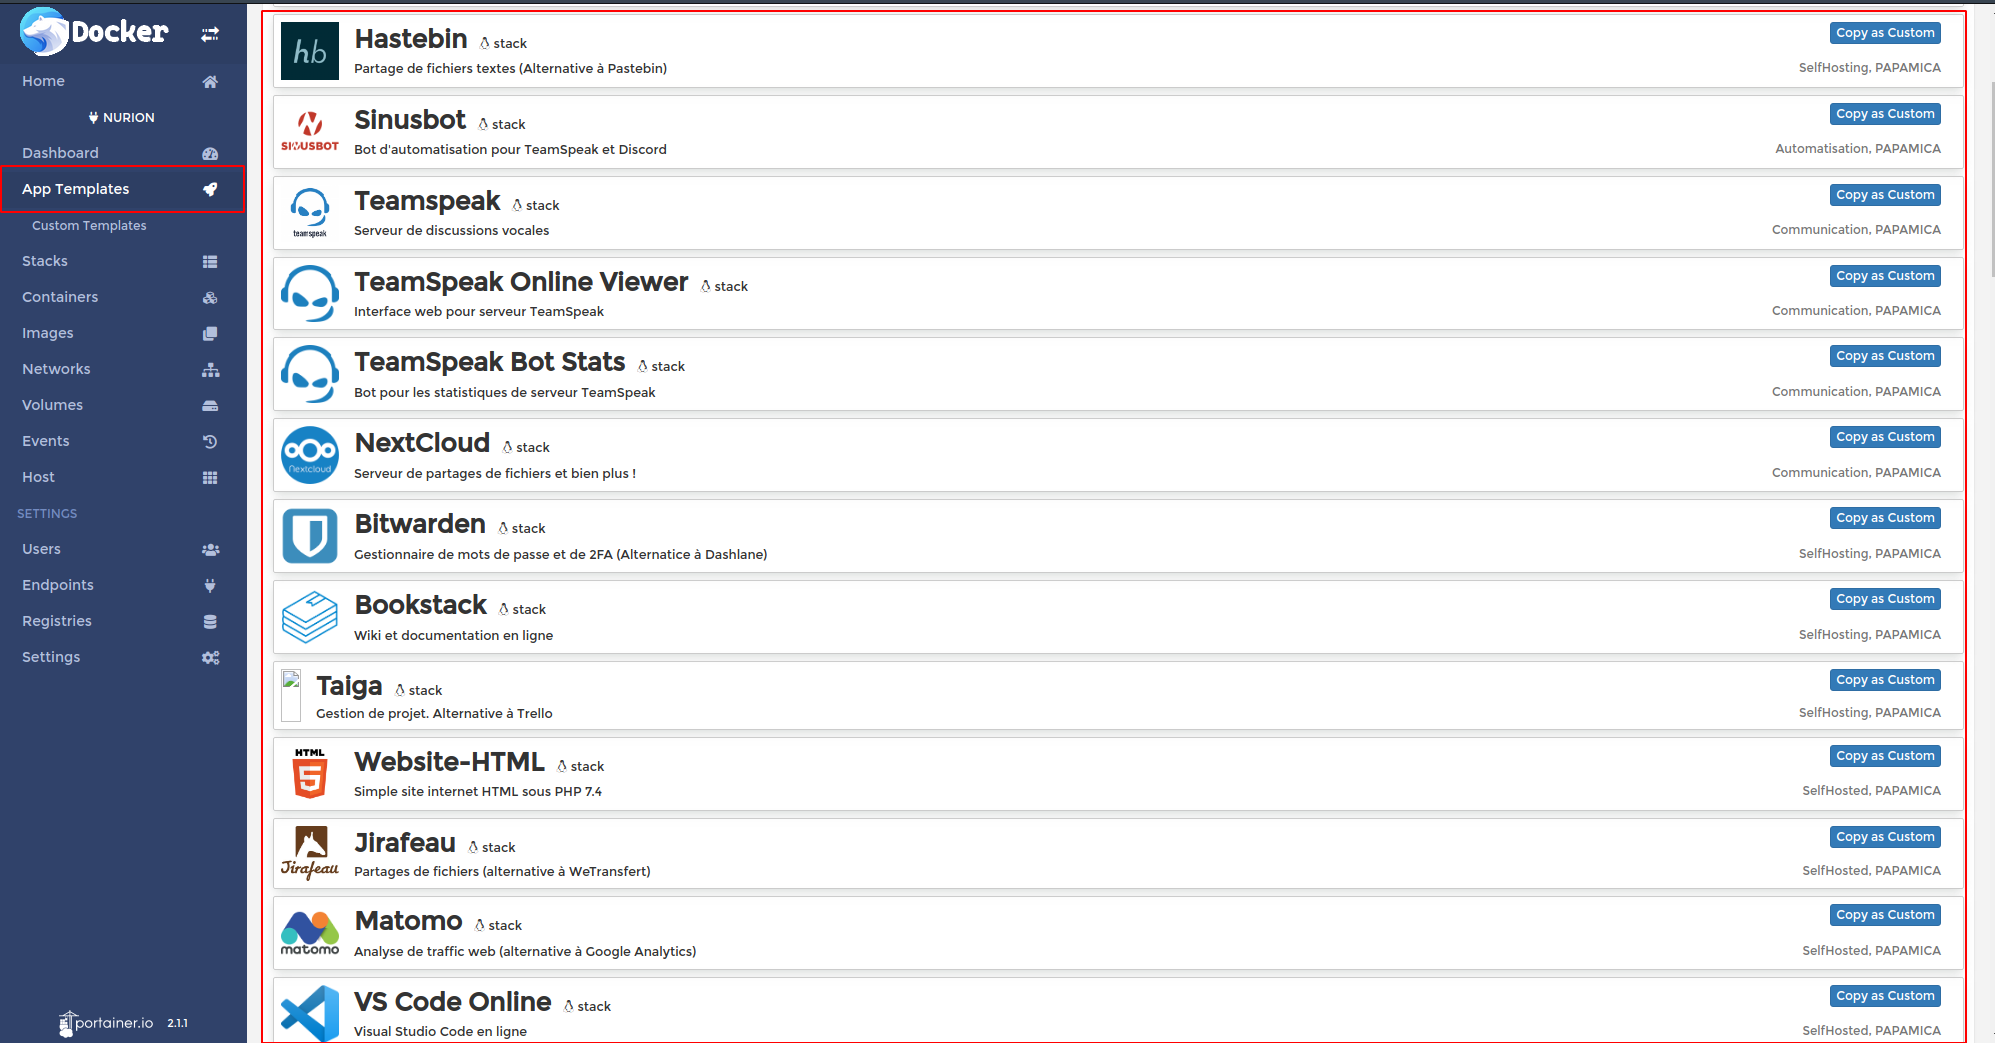 Docker
Home
NURION
Dashboard
App Templates
Custom Templates
Stacks
Containers
Images
Networks
Volumes
Events
Host
SETTINGS
Users
Endpoints
Registries
Settings
portainer.io 2.1.1
hb
Hastebin stack
Copy as Custom
Partage de fichiers textes (Alternative à Pastebin)
SelfHosting, PAPAMICA
SINUSBOT
Sinusbot stack
Copy as Custom
Bot d'automatisation pour TeamSpeak et Discord
Automatisation, PAPAMICA
teamspeak
Teamspeak stack
Copy as Custom
Serveur de discussions vocales
Communication, PAPAMICA
TeamSpeak Online Viewer stack
Copy as Custom
Interface web pour serveur TeamSpeak
Communication, PAPAMICA
TeamSpeak Bot Stats stack
Copy as Custom
Bot pour les statistiques de serveur TeamSpeak
Communication, PAPAMICA
Nextcloud
NextCloud stack
Copy as Custom
Serveur de partages de fichiers et bien plus !
Communication, PAPAMICA
Bitwarden stack
Copy as Custom
Gestionnaire de mots de passe et de 2FA (Alternatice à Dashlane)
SelfHosting, PAPAMICA
Bookstack stack
Copy as Custom
Wiki et documentation en ligne
SelfHosting, PAPAMICA
Taiga stack
Copy as Custom
Gestion de projet. Alternative à Trello
SelfHosting, PAPAMICA
HTML
5
Website-HTML stack
Copy as Custom
Simple site internet HTML sous PHP 7.4
SelfHosted, PAPAMICA
Jirafeau
Jirafeau stack
Copy as Custom
Partages de fichiers (alternative à WeTransfert)
SelfHosted, PAPAMICA
matomo
Matomo stack
Copy as Custom
Analyse de traffic web (alternative à Google Analytics)
SelfHosted, PAPAMICA
VS Code Online stack
Copy as Custom
Visual Studio Code en ligne
SelfHosted, PAPAMICA